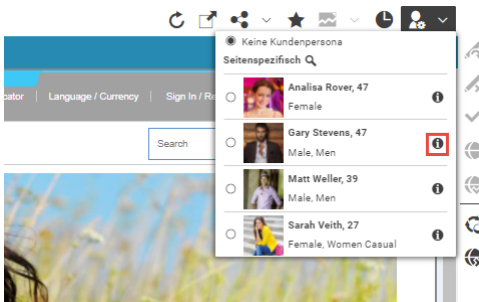 Keine Kundenpersona
Seitenspezifisch
Analisa Rover, 47
Female
Gary Stevens, 47
Male, Men
Matt Weller, 39
Male, Men
Sarah Veith, 27
Female, Women Casual
Language / Currency
Sign In /
Search